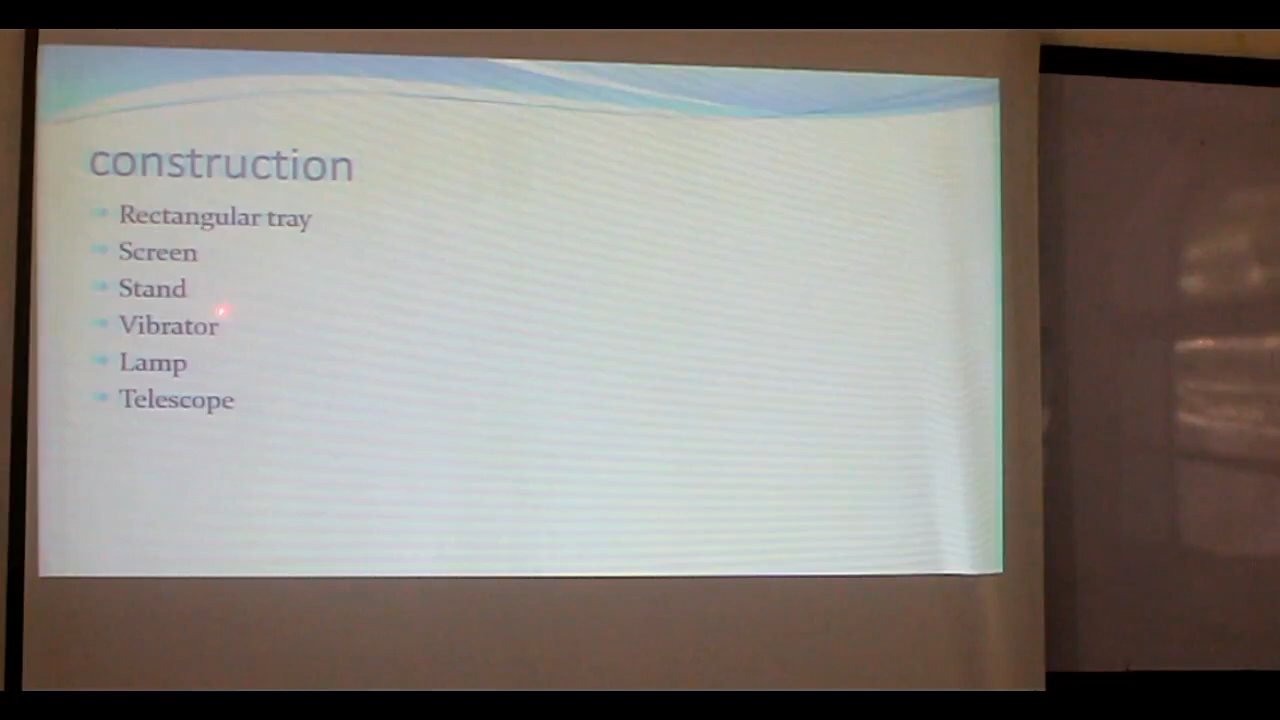 construction
Rectangular tray
Screen
Stand
Vibrator
Lamp
Telescope